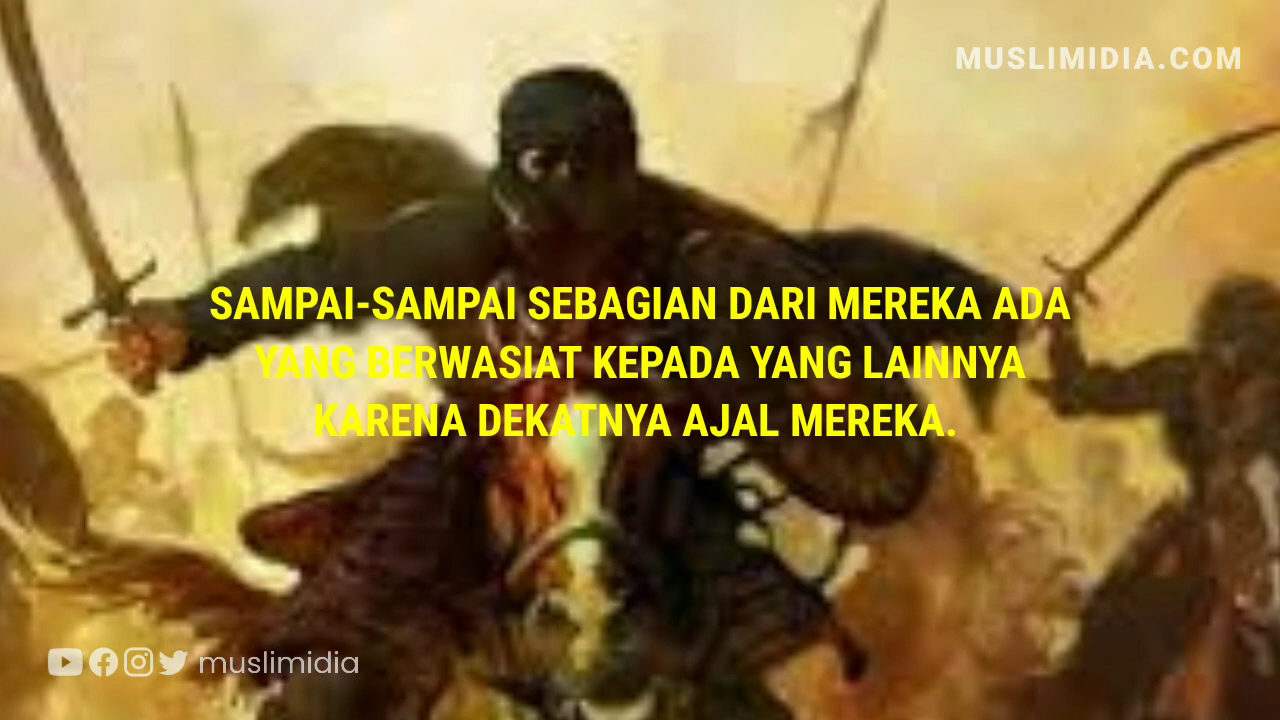 MUSLIMIDIA.COM
SAMPAI-SAMPAI SEBAGIAN DARI MEREKA ADA
YANG BERWASIAT KEPADA YANG LAINNYA
KARENA DEKATNYA AJAL MEREKA.
muslimidia